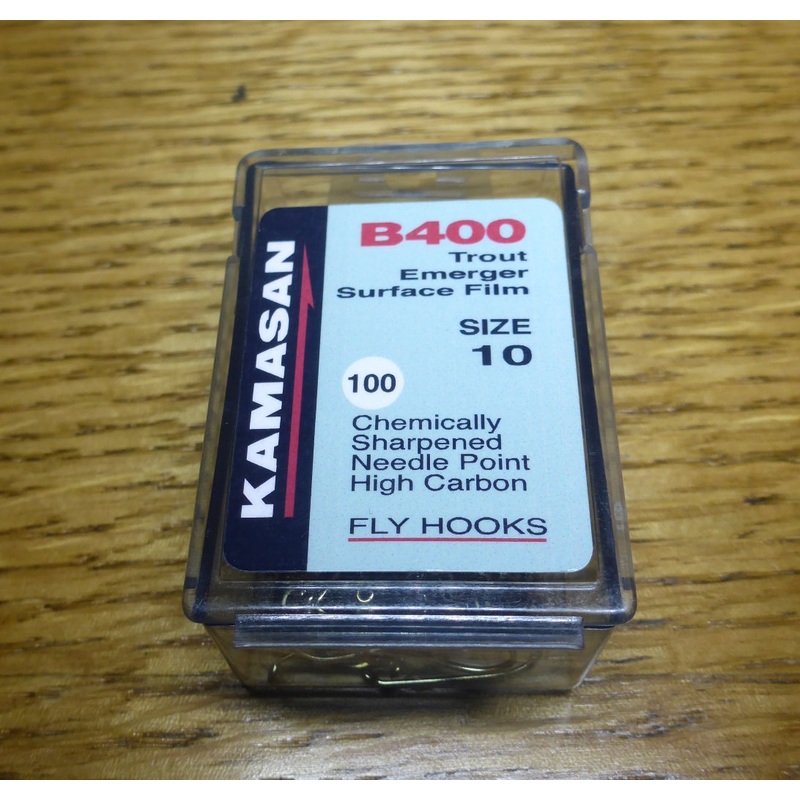 KAMASAN
B400
Trout
Emerger
Surface Film
SIZE
10
100
Chemically
Sharpened
Needle Point
High Carbon
FLY HOOKS